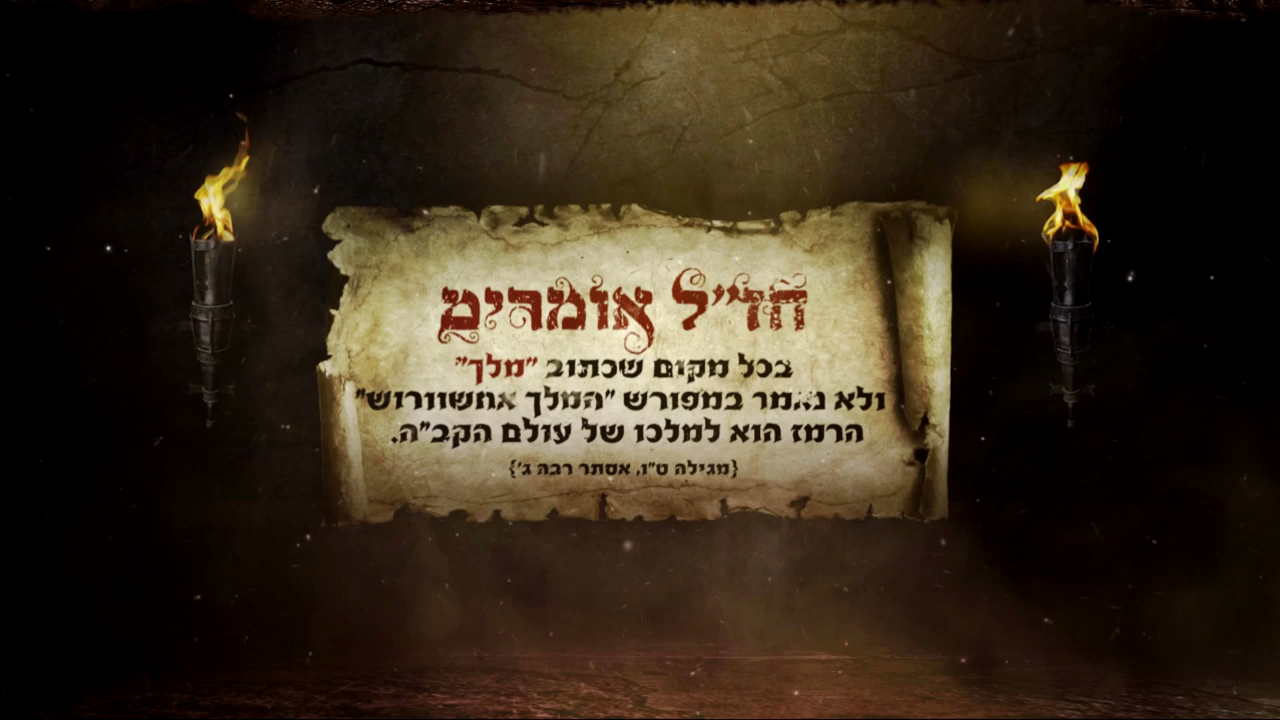 חז״ל אומרים
בכל מקום שכתוב "מלך"
ולא נאמר במפורש "המלך אחשוורוש"
הרמז הוא למלכו של עולם הקב"ה.
{מגילה ט"ו, אסתר רבה ג'}